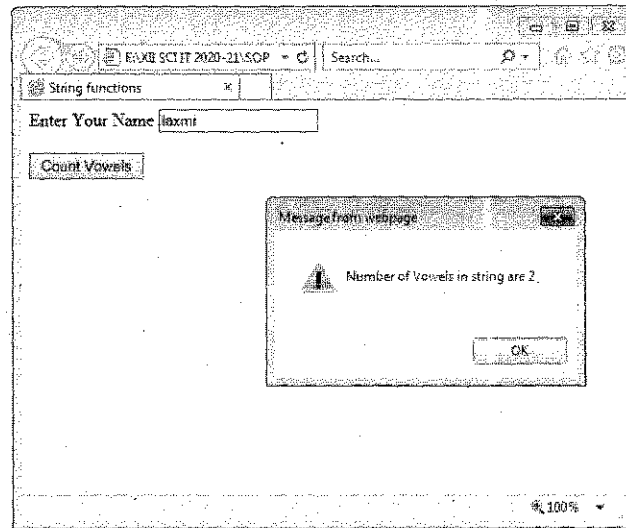 E:\XII SCI IT 2020-21\SOP
Search...
String functions
Enter Your Name laxmi
Count Vowels
Message from webpage
Number of Vowels in string are 2
OK
100%